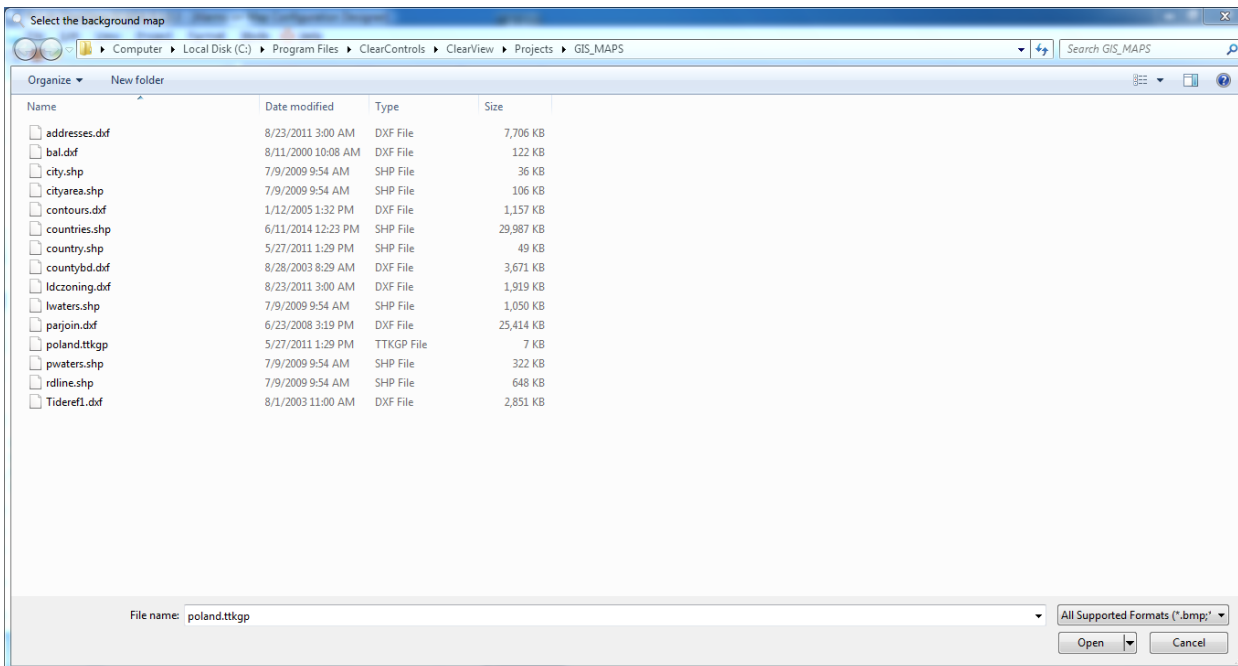 Select the background map
Computer Local Disk (C:) Program Files ClearControls ClearView Projects GIS_MAPS Search GIS_MAPS
Organize New folder
Name Date modified Type Size
addresses.dxf 8/23/2011 3:00 AM DXF File 7,706 KB
bal.dxf 8/11/2000 10:08 AM DXF File 122 KB
city.shp 7/9/2009 9:54 AM SHP File 36 KB
cityarea.shp 7/9/2009 9:54 AM SHP File 106 KB
contours.dxf 1/12/2005 1:32 PM DXF File 1,157 KB
countries.shp 6/11/2014 12:23 PM SHP File 29,987 KB
country.shp 5/27/2011 1:29 PM SHP File 49 KB
countybd.dxf 8/28/2003 8:29 AM DXF File 3,671 KB
ldczoning.dxf 8/23/2011 3:00 AM DXF File 1,919 KB
lwaters.shp 7/9/2009 9:54 AM SHP File 1,050 KB
parjoin.dxf 6/23/2008 3:19 PM DXF File 25,414 KB
poland.ttkgp 5/27/2011 1:29 PM TTKGP File 7 KB
pwaters.shp 7/9/2009 9:54 AM SHP File 322 KB
rdline.shp 7/9/2009 9:54 AM SHP File 648 KB
Tideref1.dxf 8/1/2003 11:00 AM DXF File 2,851 KB
File name: poland.ttkgp All Supported Formats (*.bmp;*
Open Cancel